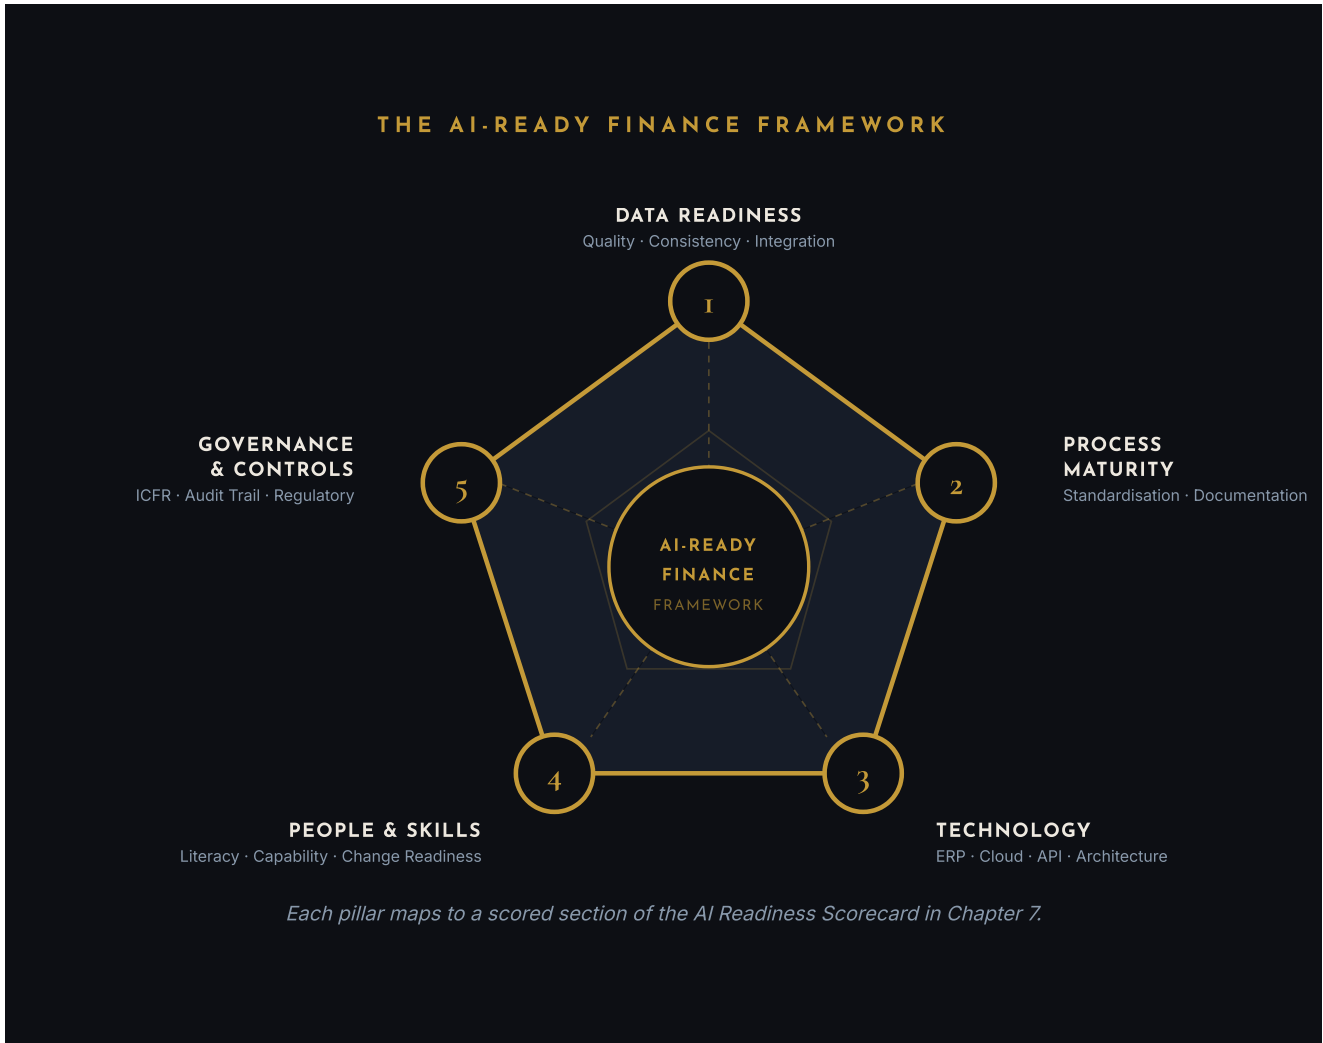 THE AI-READY FINANCE FRAMEWORK
DATA READINESS
Quality · Consistency · Integration
1
GOVERNANCE
& CONTROLS
ICFR · Audit Trail · Regulatory
5
2
PROCESS
MATURITY
Standardisation · Documentation
AI-READY
FINANCE
FRAMEWORK
4
3
PEOPLE & SKILLS
Literacy · Capability · Change Readiness
TECHNOLOGY
ERP · Cloud · API · Architecture
Each pillar maps to a scored section of the AI Readiness Scorecard in Chapter 7.